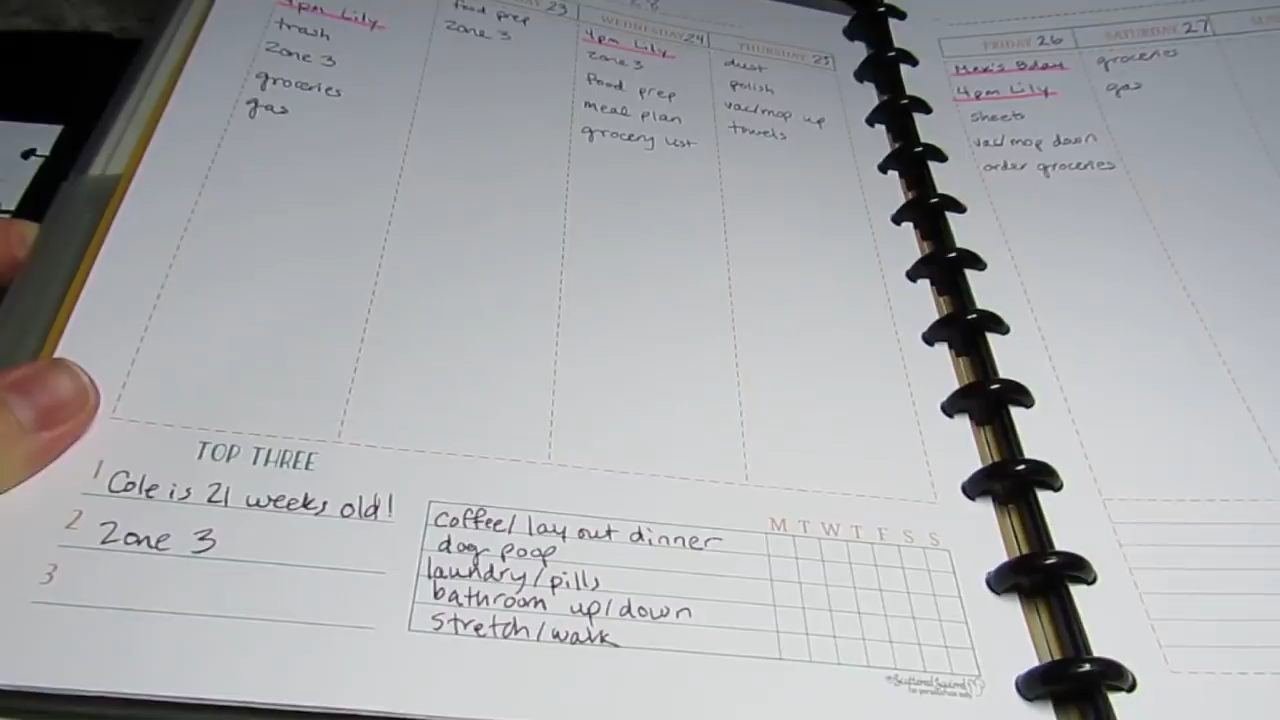 4pm Lily
trash
Zone 3
groceries
gas
23
food prep
zone 3
WEDNESDAY 24
4pm Lily
zone 3
food prep
meal plan
grocery list
THURSDAY 25
dust
polish
vac/mop up
towels
FRIDAY 26
Max's Bday
4pm Lily
sheets
vac/mop down
order groceries
SATURDAY 27
groceries
gas
TOP THREE
1 Cole is 21 weeks old!
2 Zone 3
3
M T W T F S S
coffee/lay out dinner
dog poop
laundry/pills
bathroom up/down
stretch/walk
Scattered Squirrel